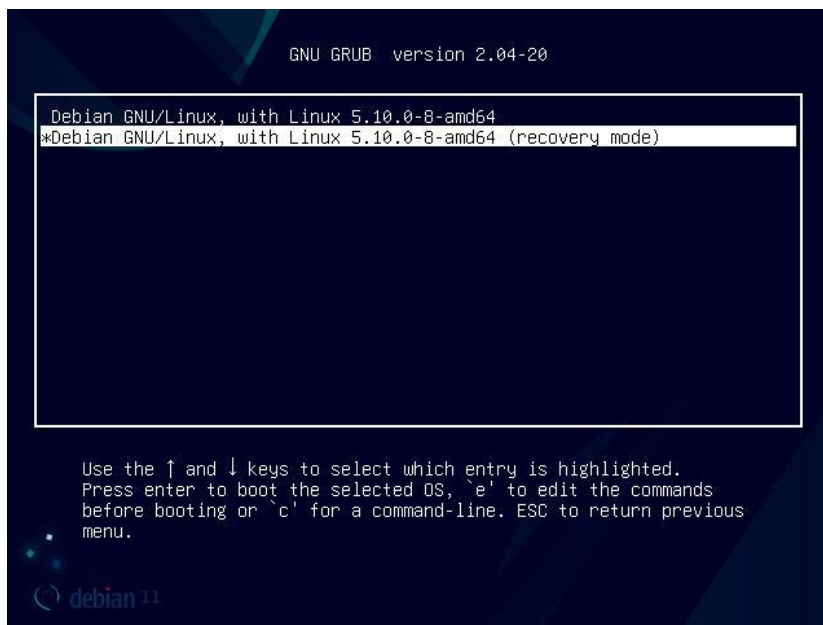 GNU GRUB version 2.04-20
Debian GNU/Linux, with Linux 5.10.0-8-amd64
*Debian GNU/Linux, with Linux 5.10.0-8-amd64 (recovery mode)
Use the ↑ and ↓ keys to select which entry is highlighted.
Press enter to boot the selected OS, `e' to edit the commands
before booting or `c' for a command-line. ESC to return previous
menu.
debian 11